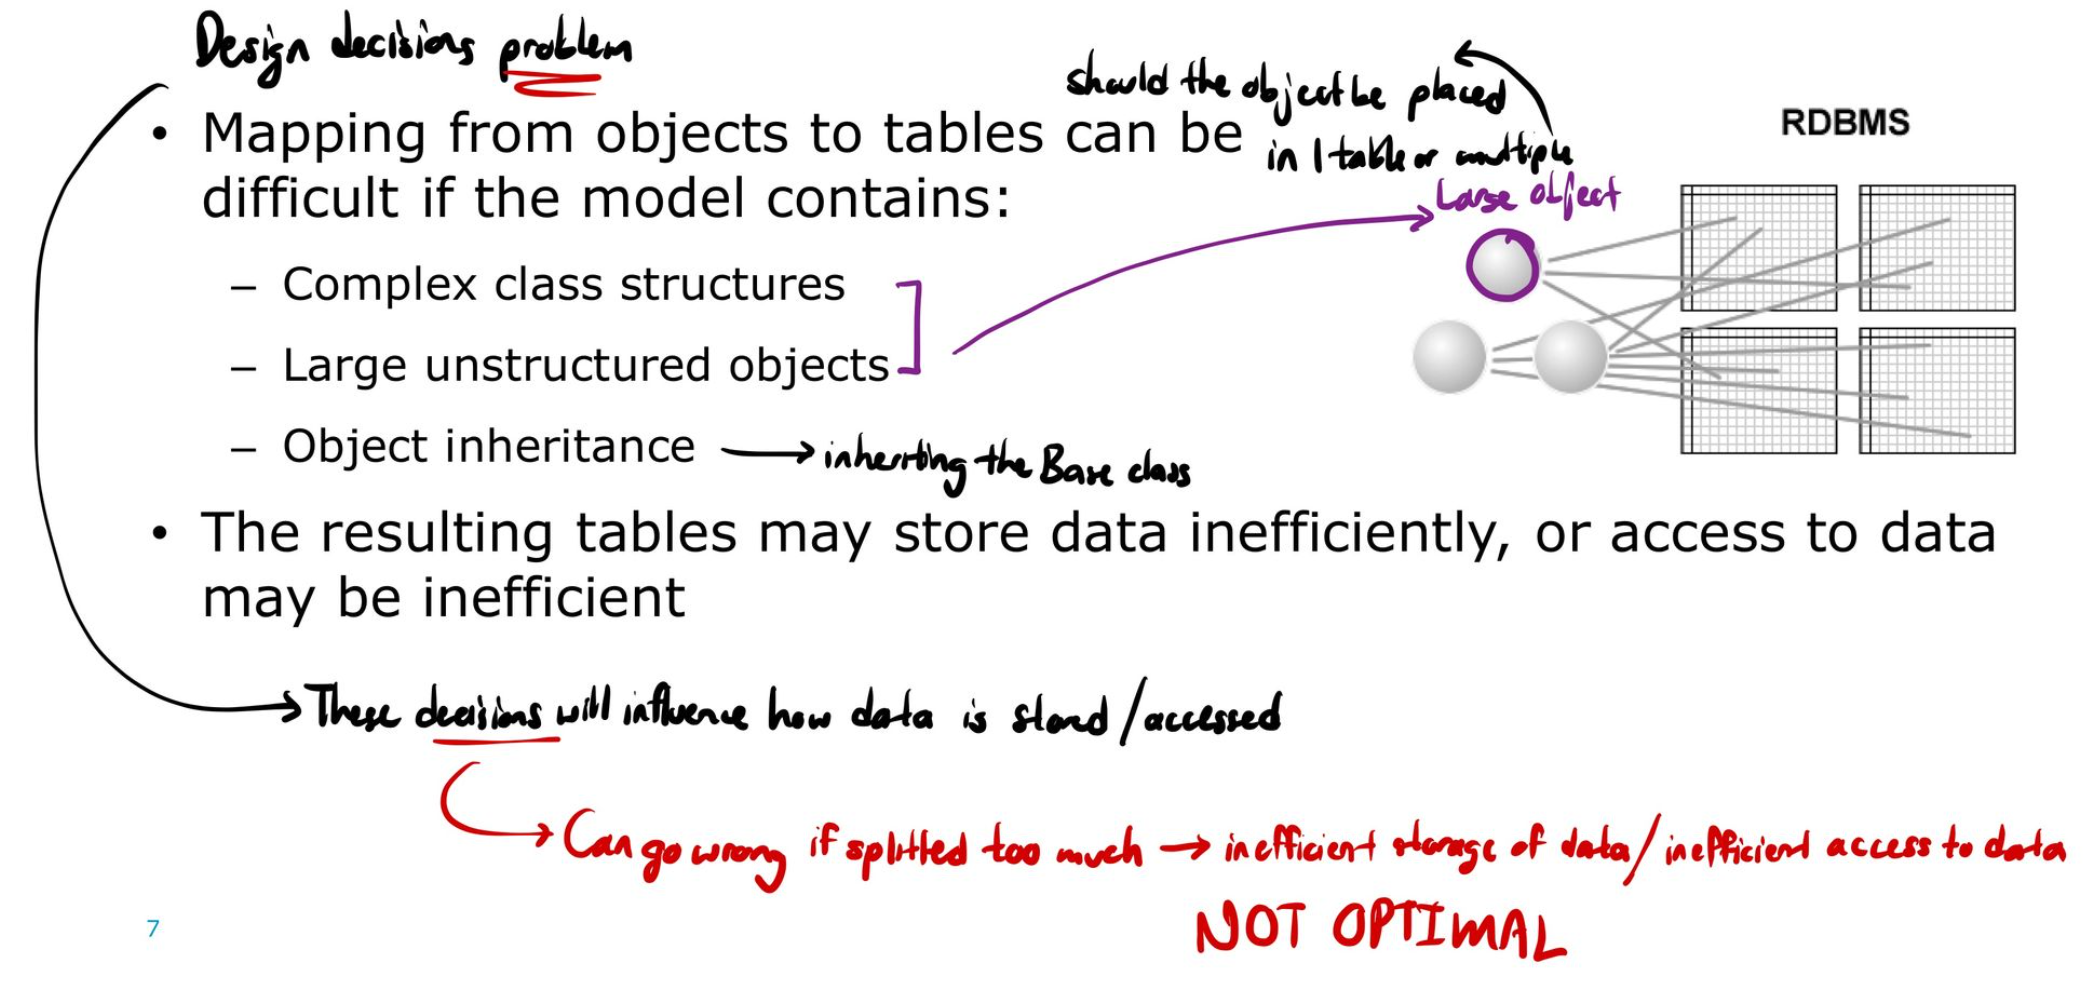 Design decisions problem
should the object be placed
in 1 table or multiple
RDBMS
• Mapping from objects to tables can be
difficult if the model contains:
Large object
– Complex class structures
– Large unstructured objects
– Object inheritance → inheriting the Base class
• The resulting tables may store data inefficiently, or access to data
may be inefficient
→ These decisions will influence how data is stored / accessed
→ Can go wrong if splitted too much → inefficient storage of data / inefficient access to data
NOT OPTIMAL
7